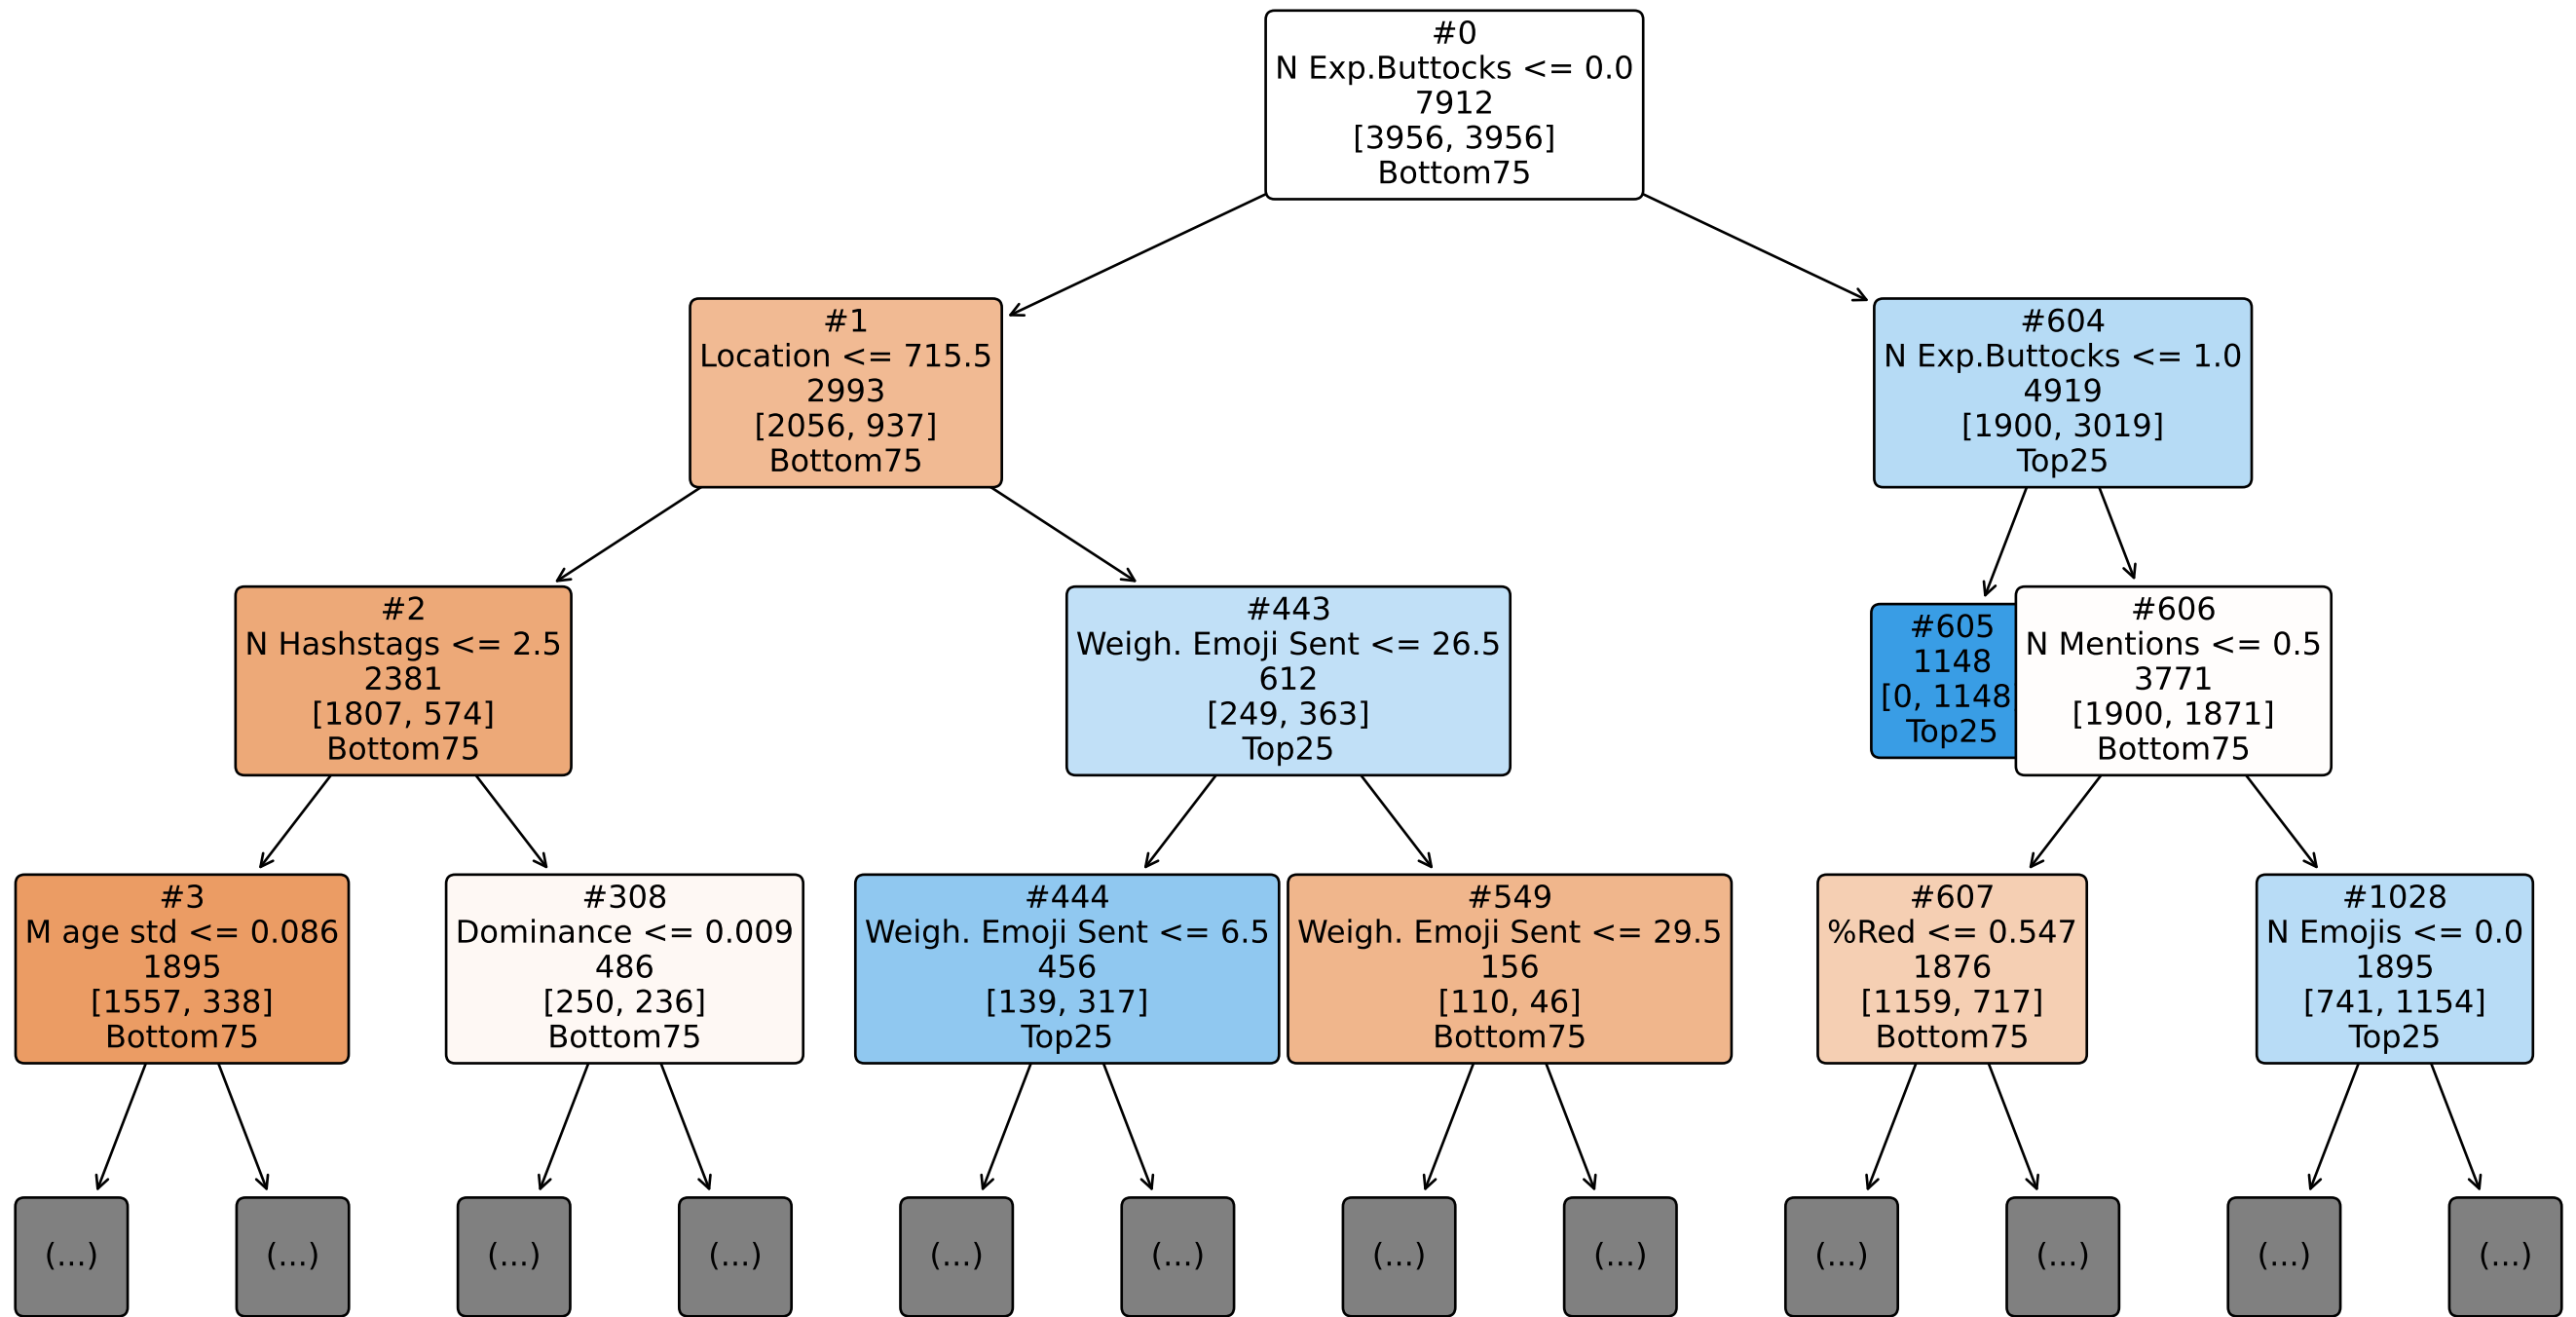 #0
N Exp.Buttocks <= 0.0
7912
[3956, 3956]
Bottom75
#1
Location <= 715.5
2993
[2056, 937]
Bottom75
#604
N Exp.Buttocks <= 1.0
4919
[1900, 3019]
Top25
#2
N Hashstags <= 2.5
2381
[1807, 574]
Bottom75
#443
Weigh. Emoji Sent <= 26.5
612
[249, 363]
Top25
#605
1148
[0, 1148
Top25
#606
N Mentions <= 0.5
3771
[1900, 1871]
Bottom75
#3
M age std <= 0.086
1895
[1557, 338]
Bottom75
#308
Dominance <= 0.009
486
[250, 236]
Bottom75
#444
Weigh. Emoji Sent <= 6.5
456
[139, 317]
Top25
#549
Weigh. Emoji Sent <= 29.5
156
[110, 46]
Bottom75
#607
%Red <= 0.547
1876
[1159, 717]
Bottom75
#1028
N Emojis <= 0.0
1895
[741, 1154]
Top25
(...)
(...)
(...)
(...)
(...)
(...)
(...)
(...)
(...)
(...)
(...)
(...)